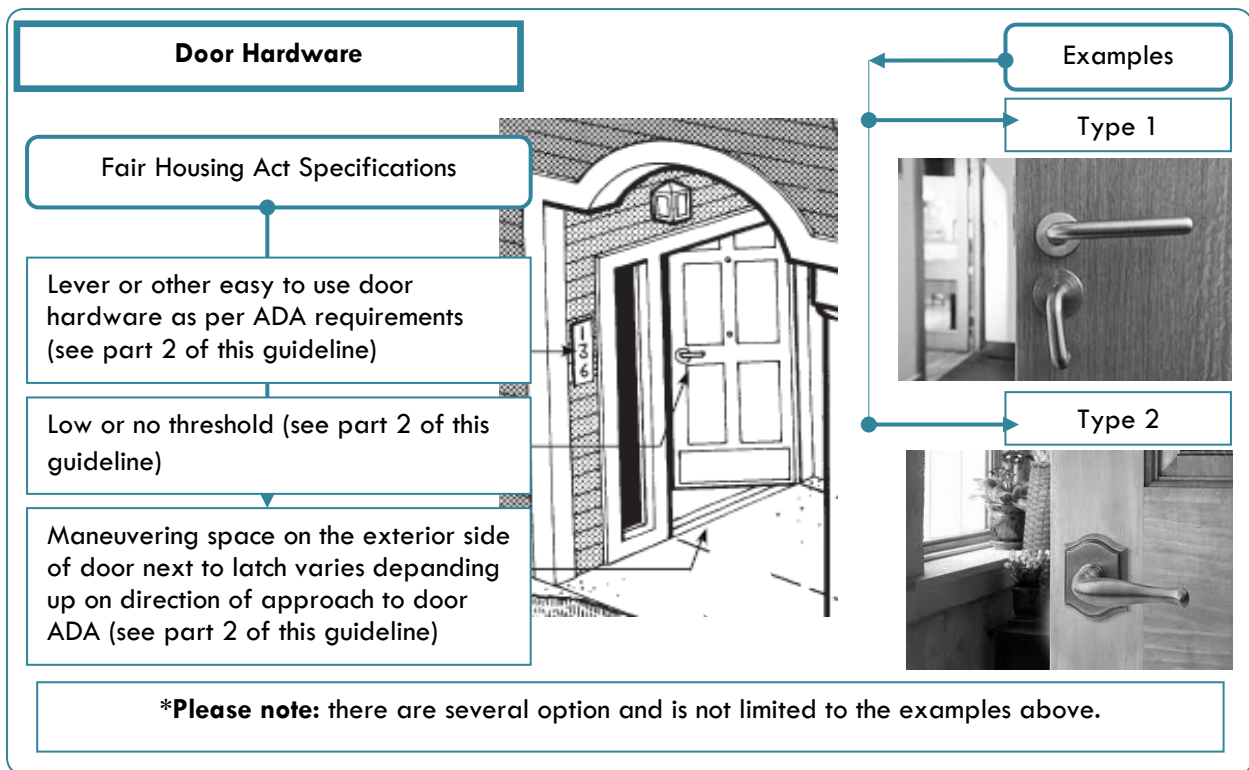 Door Hardware
Fair Housing Act Specifications
Lever or other easy to use door
hardware as per ADA requirements
(see part 2 of this guideline)
Low or no threshold (see part 2 of this
guideline)
Maneuvering space on the exterior side
of door next to latch varies depanding
up on direction of approach to door
ADA (see part 2 of this guideline)
1
3
6
Examples
Type 1
Type 2
*Please note: there are several option and is not limited to the examples above.